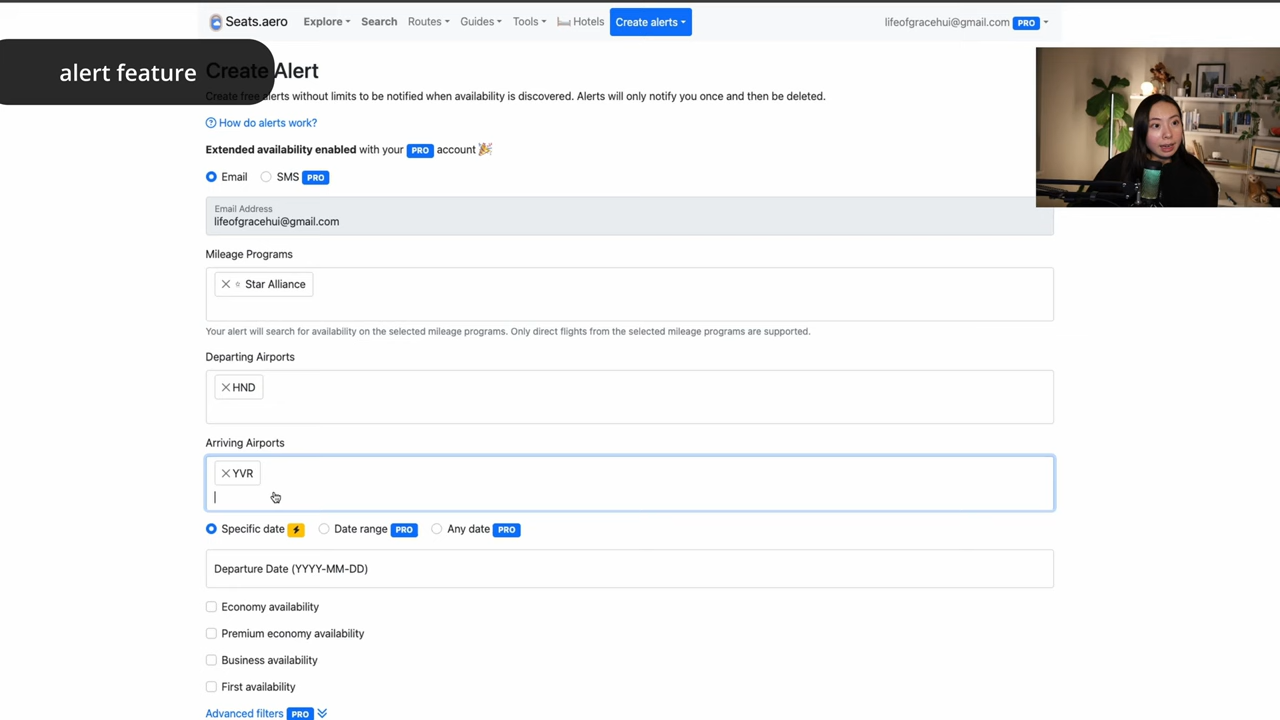 Seats.aero Explore Search Routes Guides Tools Hotels Create alerts lifeofgracehui@gmail.com PRO
alert feature
Create Alert
Create free alerts without limits to be notified when availability is discovered. Alerts will only notify you once and then be deleted.
How do alerts work?
Extended availability enabled with your PRO account
Email SMS PRO
Email Address
lifeofgracehui@gmail.com
Mileage Programs
Star Alliance
Your alert will search for availability on the selected mileage programs. Only direct flights from the selected mileage programs are supported.
Departing Airports
HND
Arriving Airports
YVR
Specific date Date range PRO Any date PRO
Departure Date (YYYY-MM-DD)
Economy availability
Premium economy availability
Business availability
First availability
Advanced filters PRO